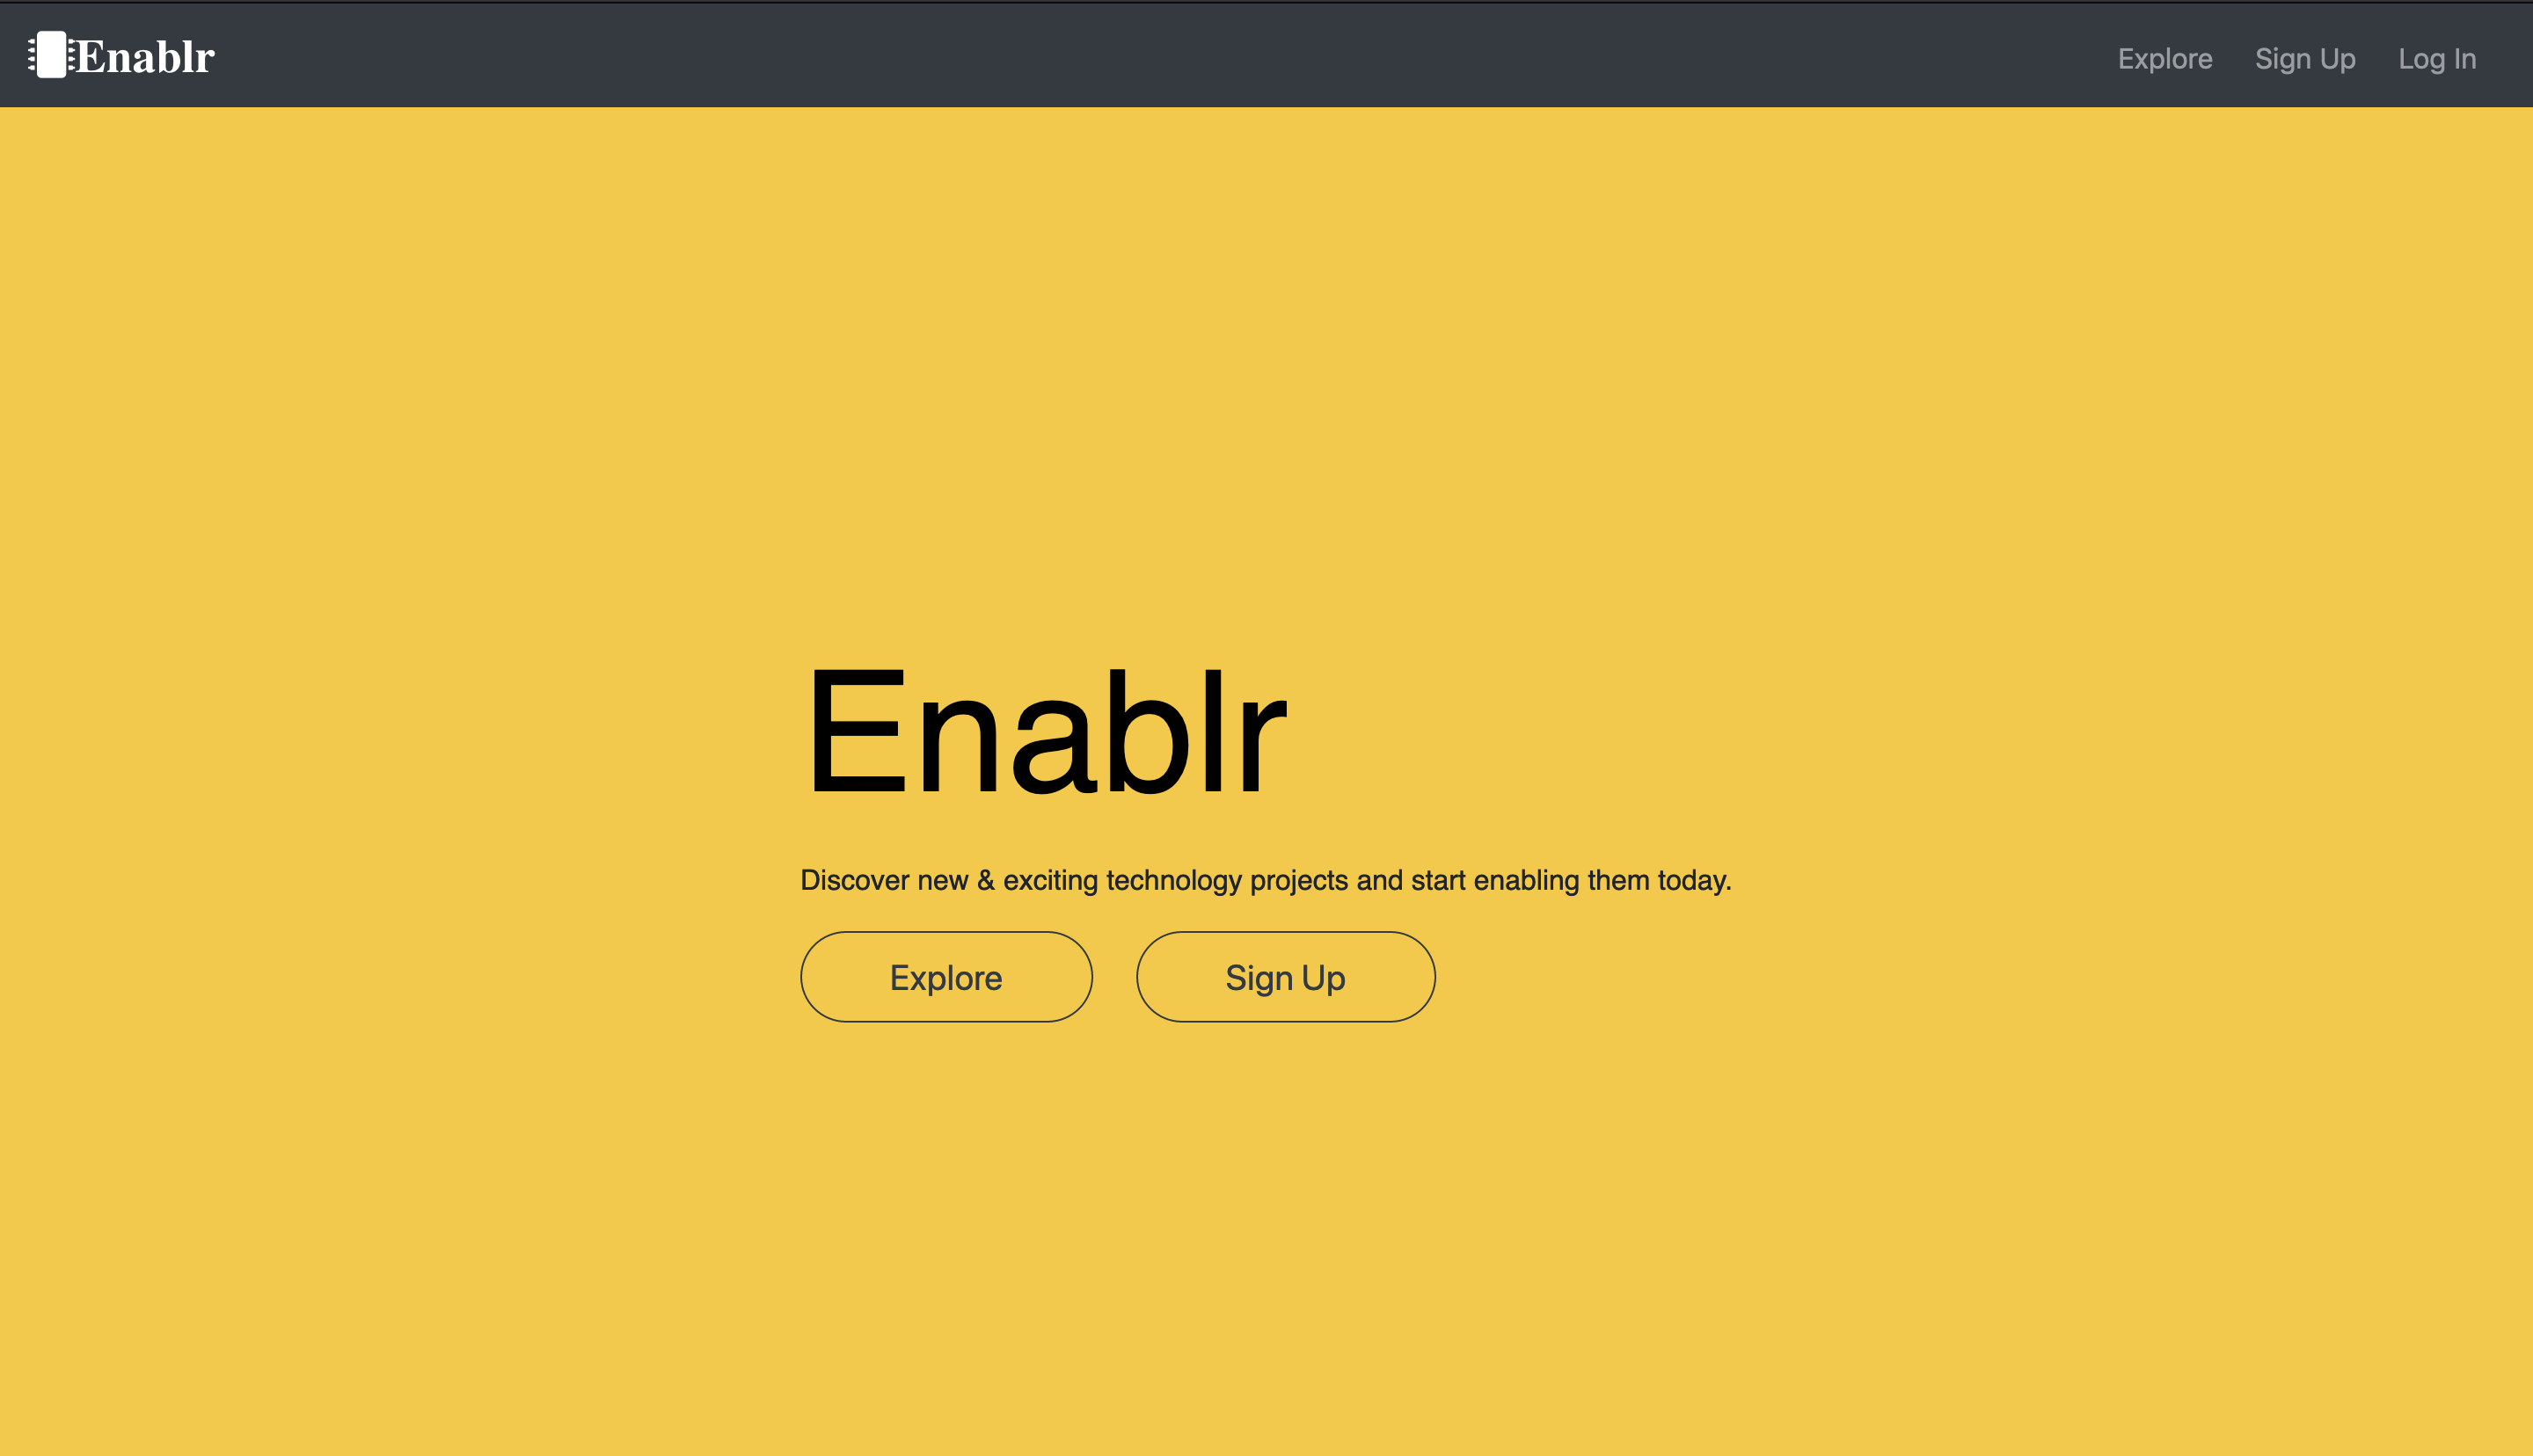 Enablr
Explore Sign Up Log In
Enablr
Discover new & exciting technology projects and start enabling them today.
Explore Sign Up